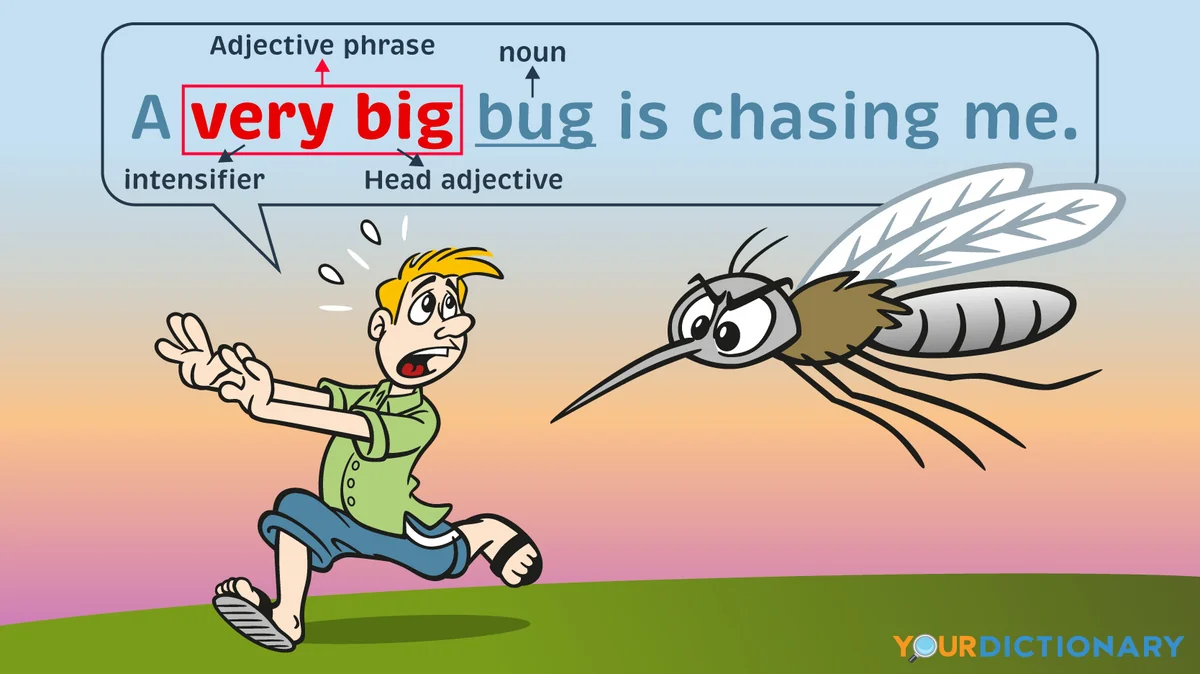 Adjective phrase noun
A very big bug is chasing me.
intensifier Head adjective
YOURDICTIONARY